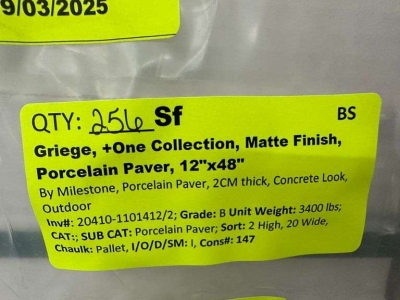 9/03/2025
QTY: 256 Sf BS
Griege, +One Collection, Matte Finish,
Porcelain Paver, 12"x48"
By Milestone, Porcelain Paver, 2CM thick, Concrete Look,
Outdoor
Inv#: 20410-1101412/2; Grade: B Unit Weight: 3400 lbs;
CAT:; SUB CAT: Porcelain Paver; Sort: 2 High, 20 Wide,
Chaulk: Pallet, I/O/D/SM: I, Cons#: 147